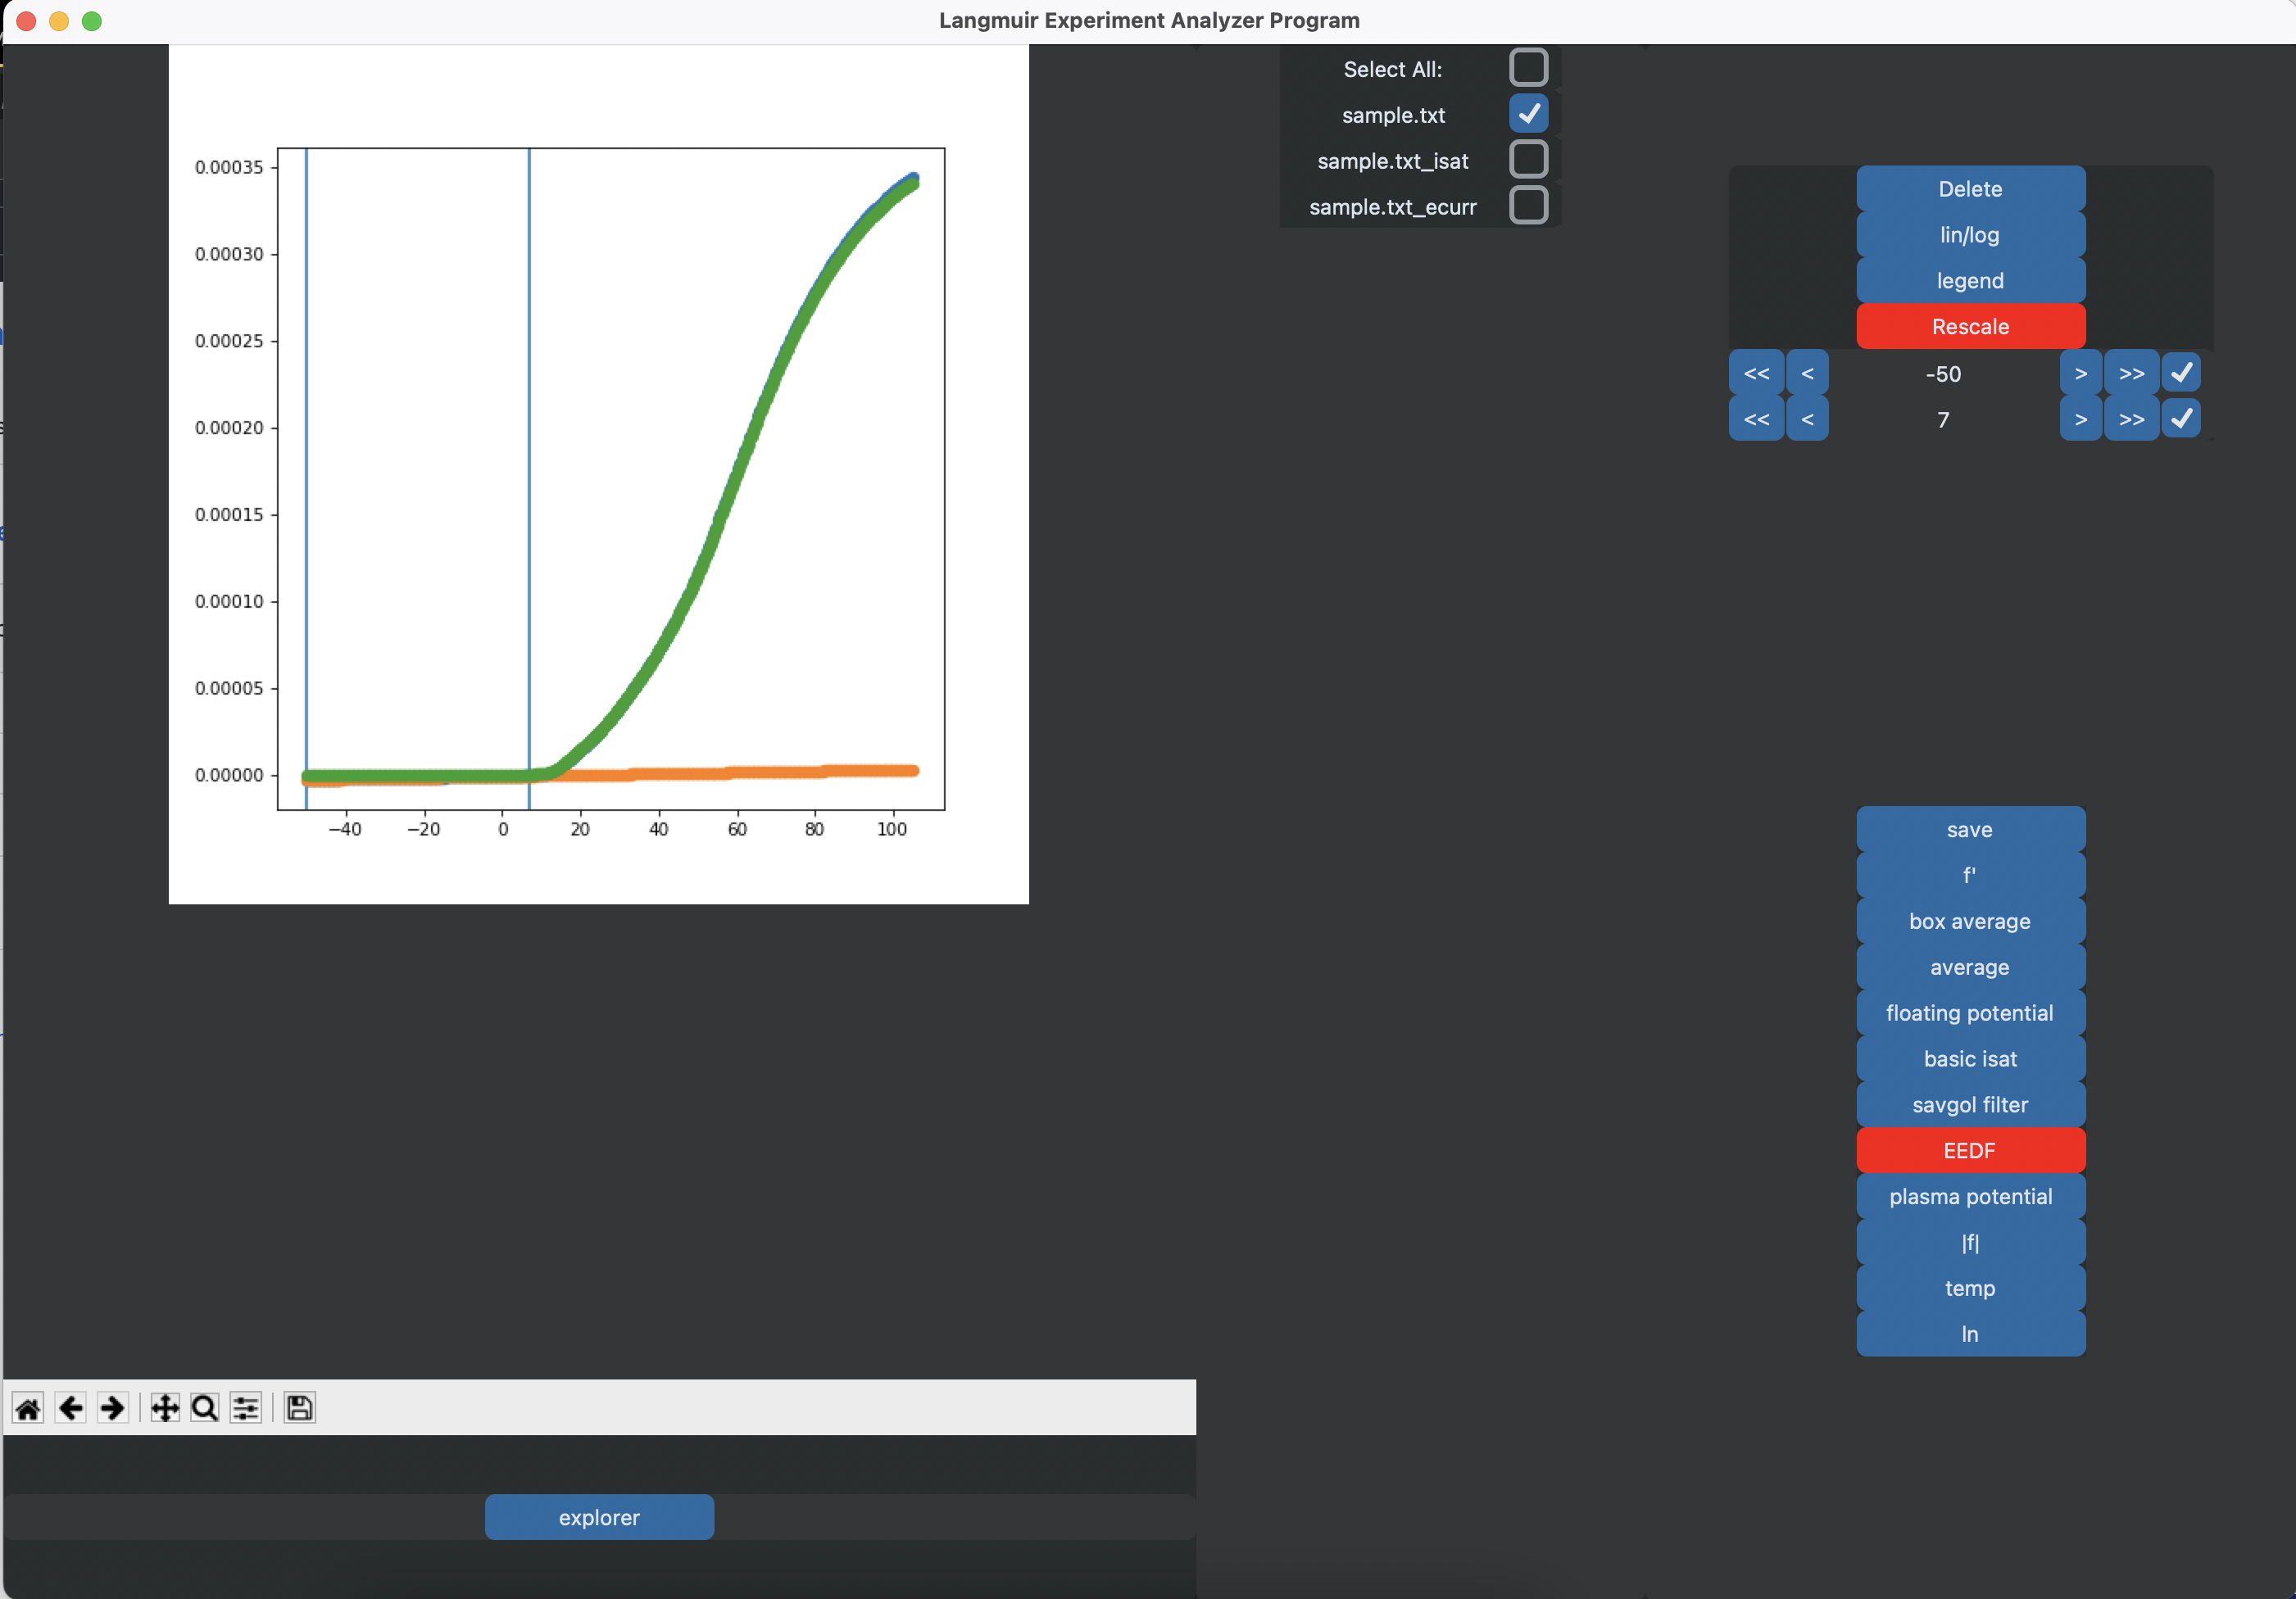 Langmuir Experiment Analyzer Program
0.00035
0.00030
0.00025
0.00020
0.00015
0.00010
0.00005
0.00000
−40 −20 0 20 40 60 80 100
Select All:
sample.txt
sample.txt_isat
sample.txt_ecurr
Delete
lin/log
legend
Rescale
<< < -50 > >>
<< < 7 > >>
save
f'
box average
average
floating potential
basic isat
savgol filter
EEDF
plasma potential
|f|
temp
ln
explorer